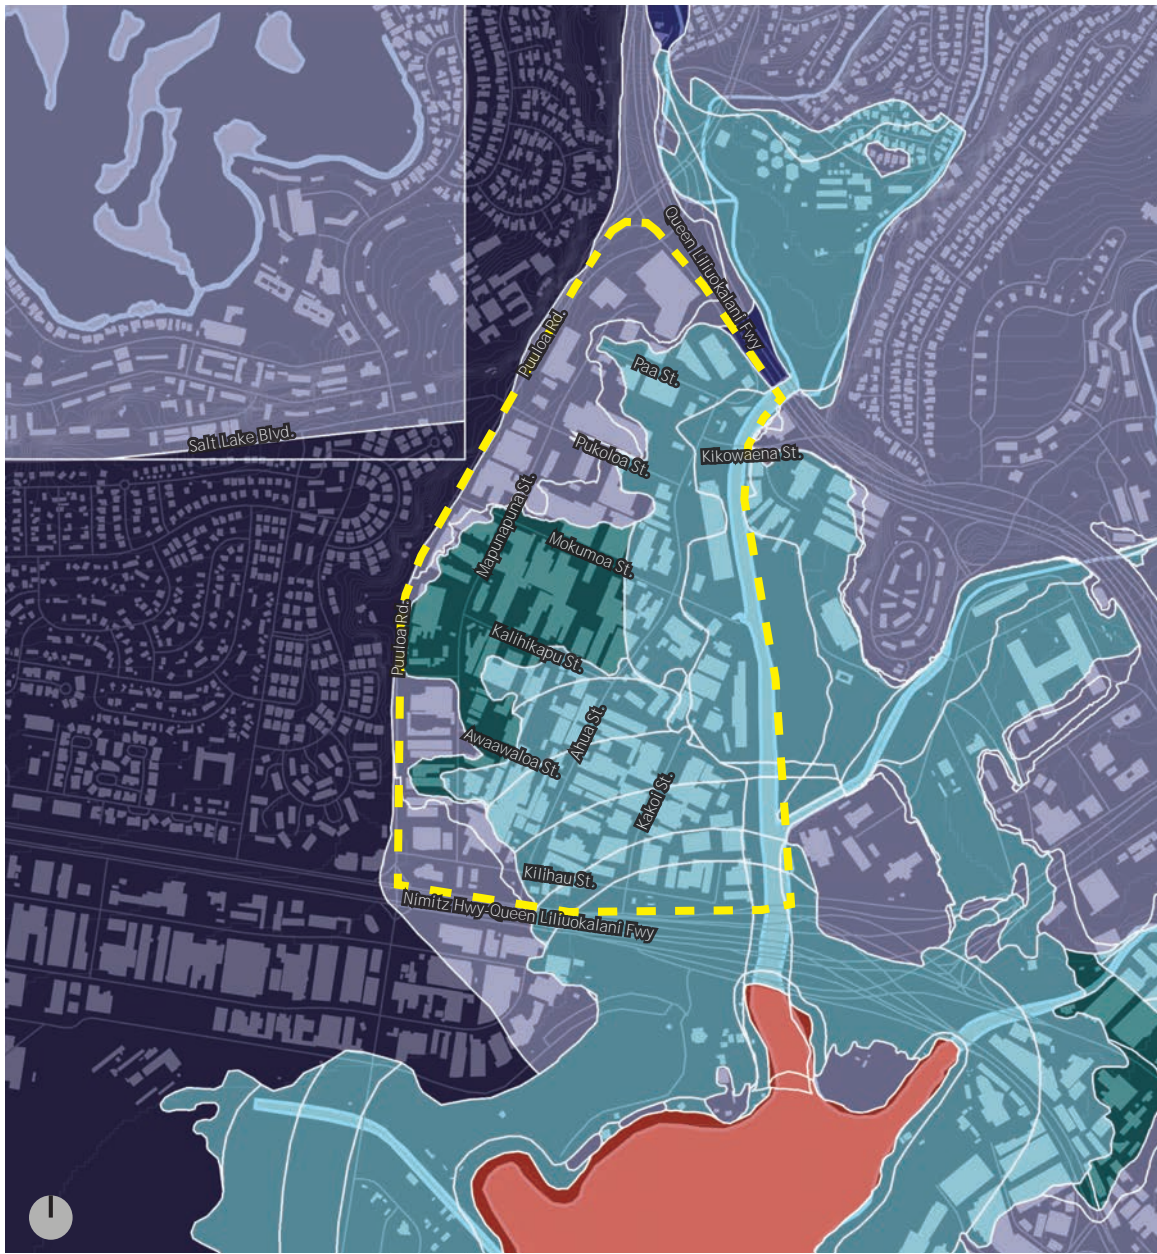 Queen Liliuokalani Fwy
Puuloa Rd.
Paa St.
Salt Lake Blvd.
Pukoloa St.
Kikowaena St.
Mapunapuna St.
Mokumoa St.
Puuloa Rd.
Kalihikapu St.
Ahua St.
Awaawaloa St.
Kakoi St.
Kilihau St.
Nimitz Hwy-Queen Liliuokalani Fwy